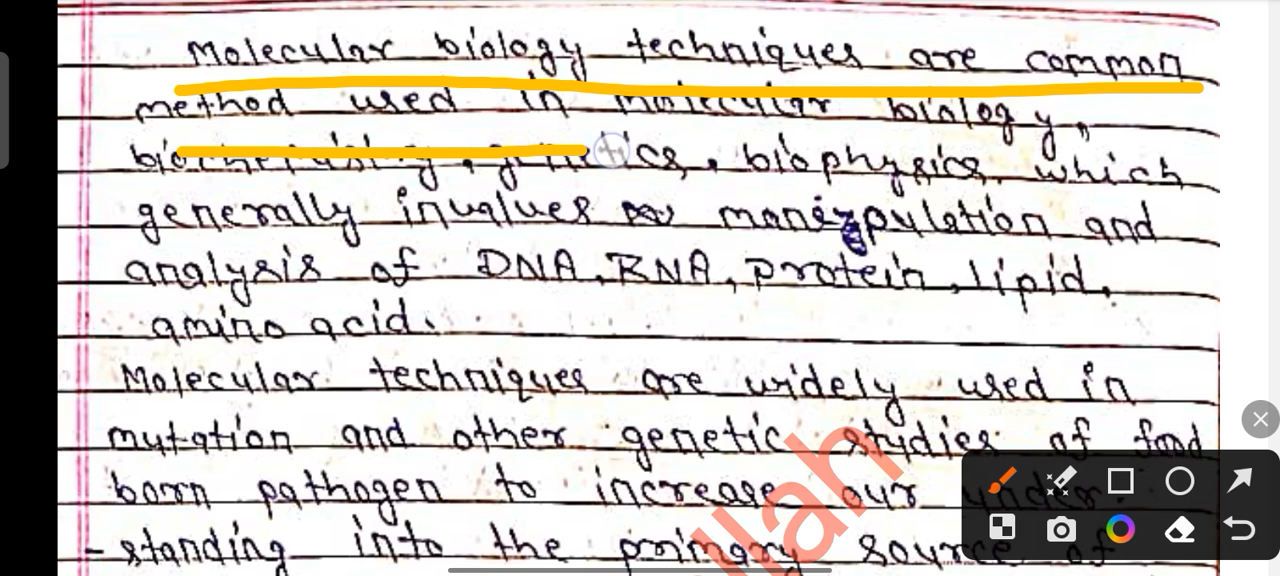 Molecular biology techniques are common
method used in molecular biology,
biochemistry, genetics, biophysics, which
generally involves manipulation and
analysis of DNA, RNA, protein, lipid,
amino acid.
Molecular techniques are widely used in
mutation and other genetic studies of food
born pathogen to increase our under
- standing into the primary source of
llah